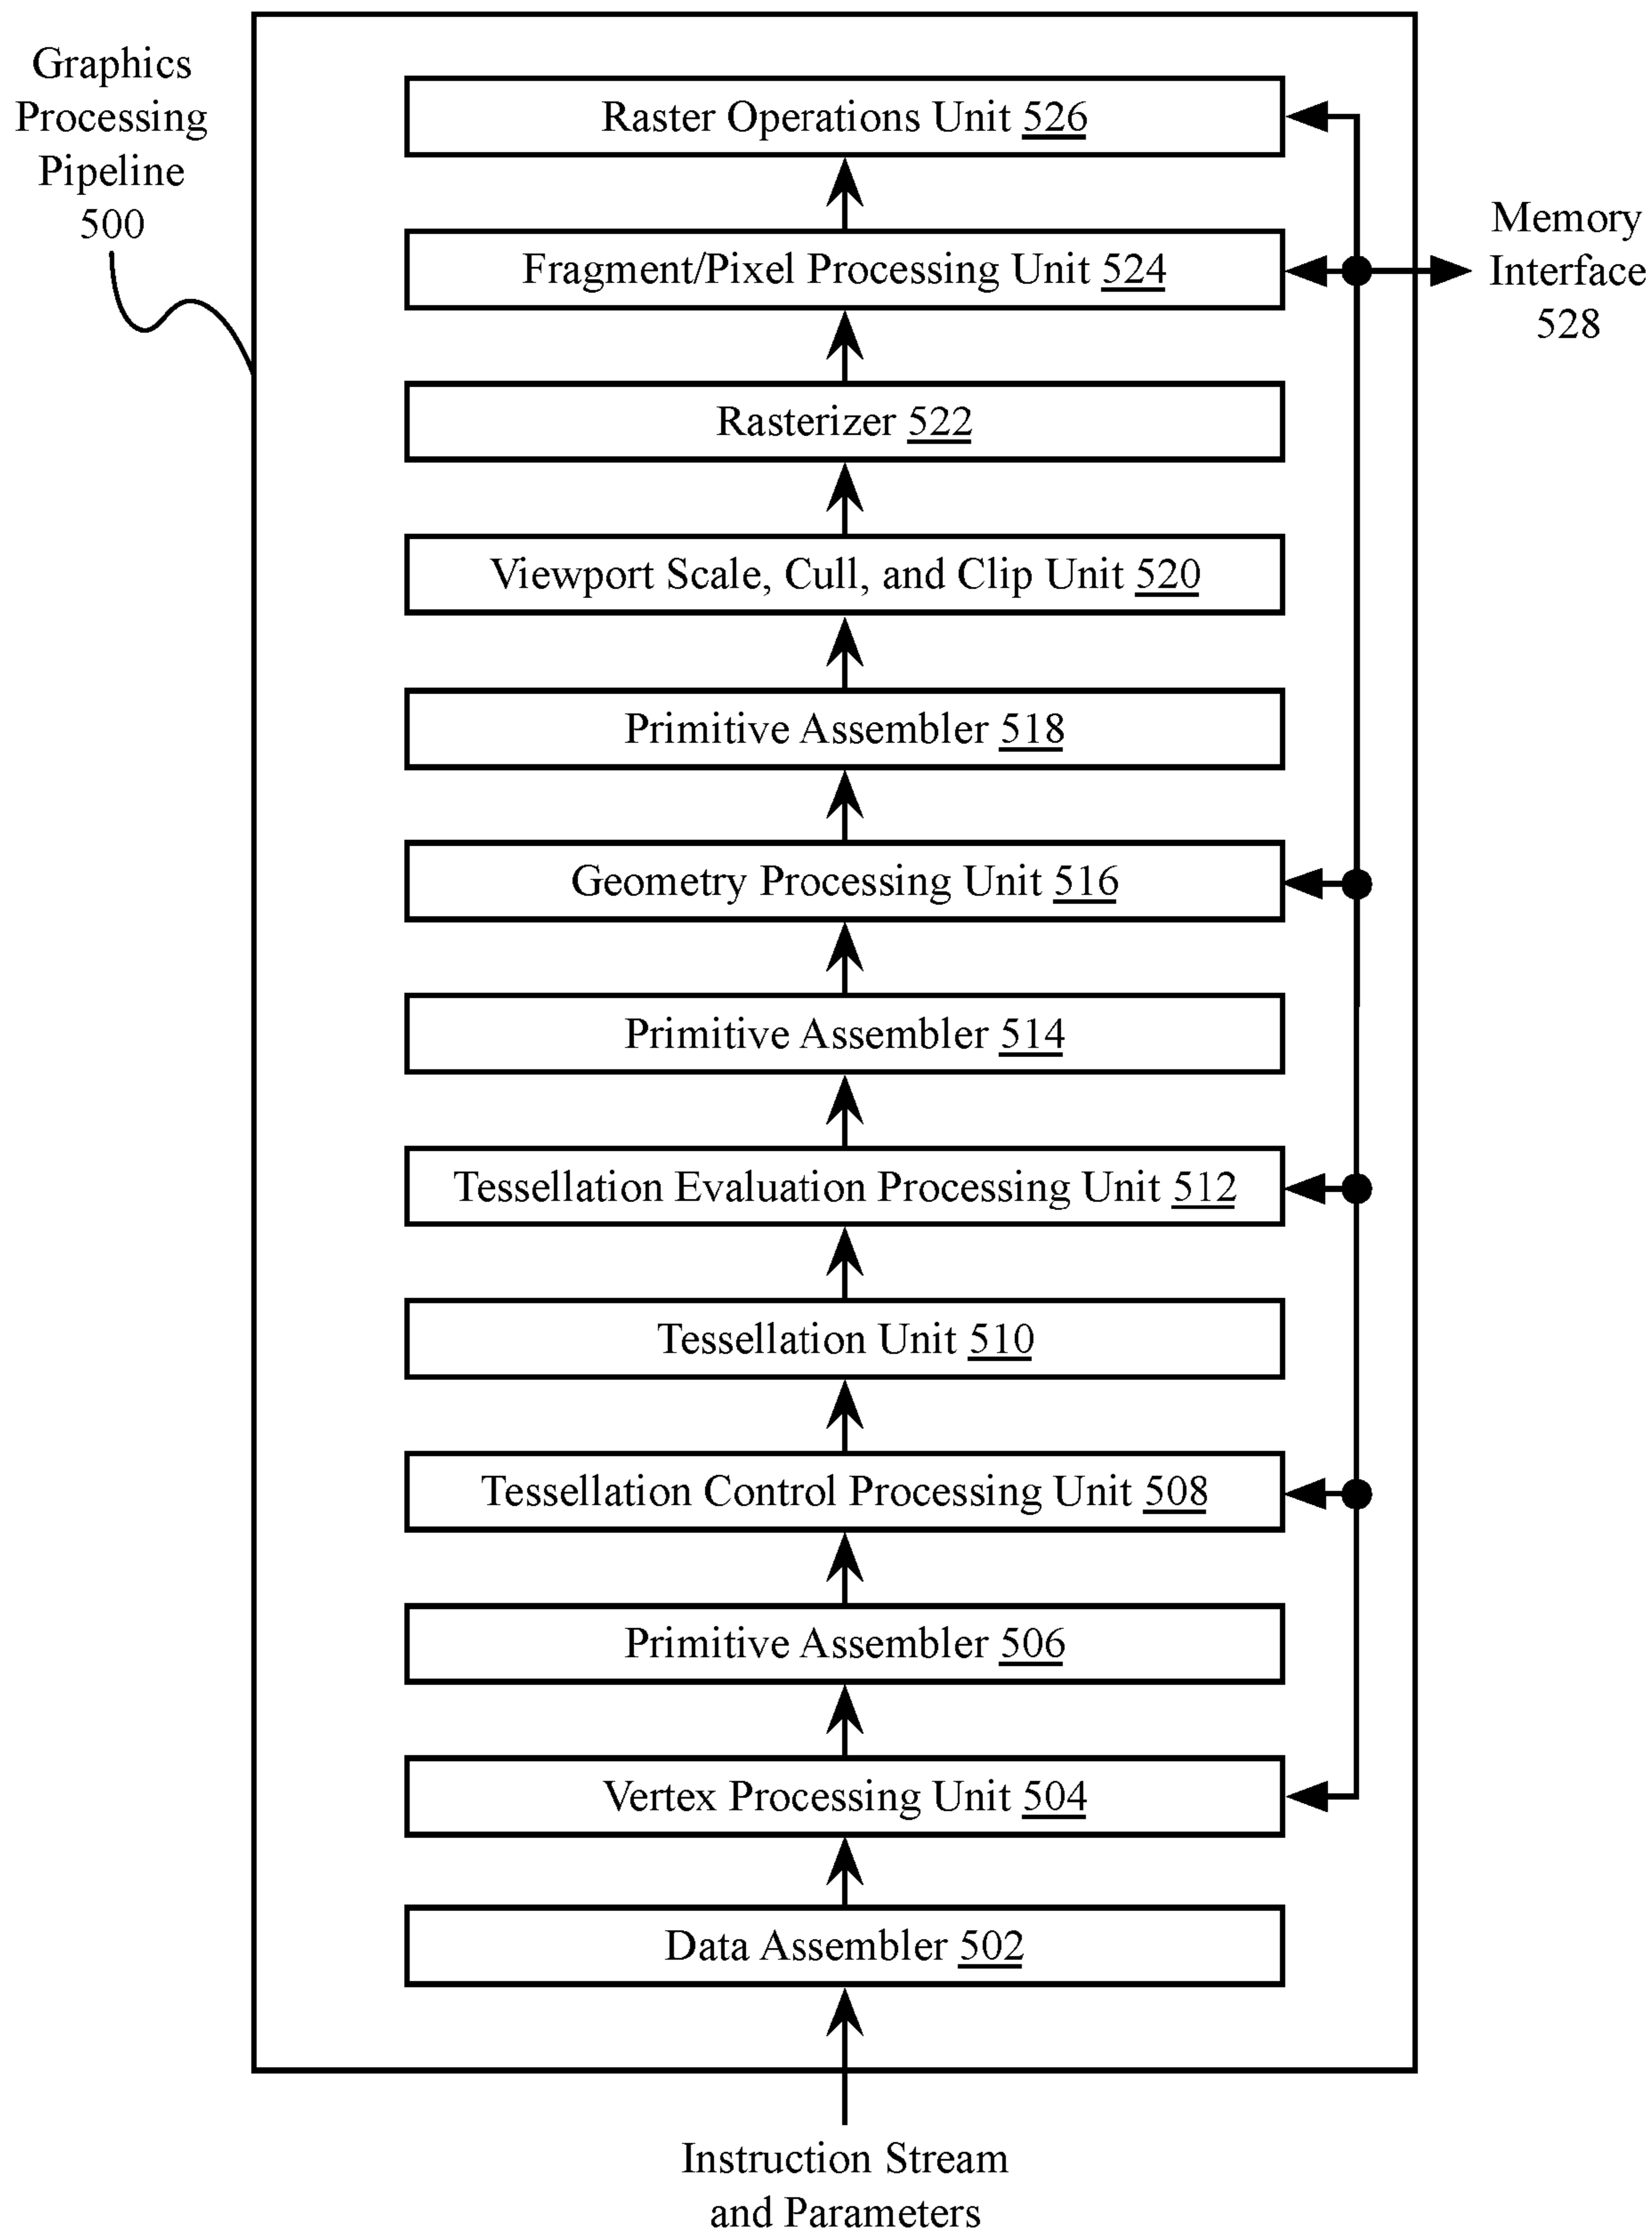 Graphics
Processing
Pipeline
500
Raster Operations Unit 526
Fragment/Pixel Processing Unit 524
Memory
Interface
528
Rasterizer 522
Viewport Scale, Cull, and Clip Unit 520
Primitive Assembler 518
Geometry Processing Unit 516
Primitive Assembler 514
Tessellation Evaluation Processing Unit 512
Tessellation Unit 510
Tessellation Control Processing Unit 508
Primitive Assembler 506
Vertex Processing Unit 504
Data Assembler 502
Instruction Stream
and Parameters